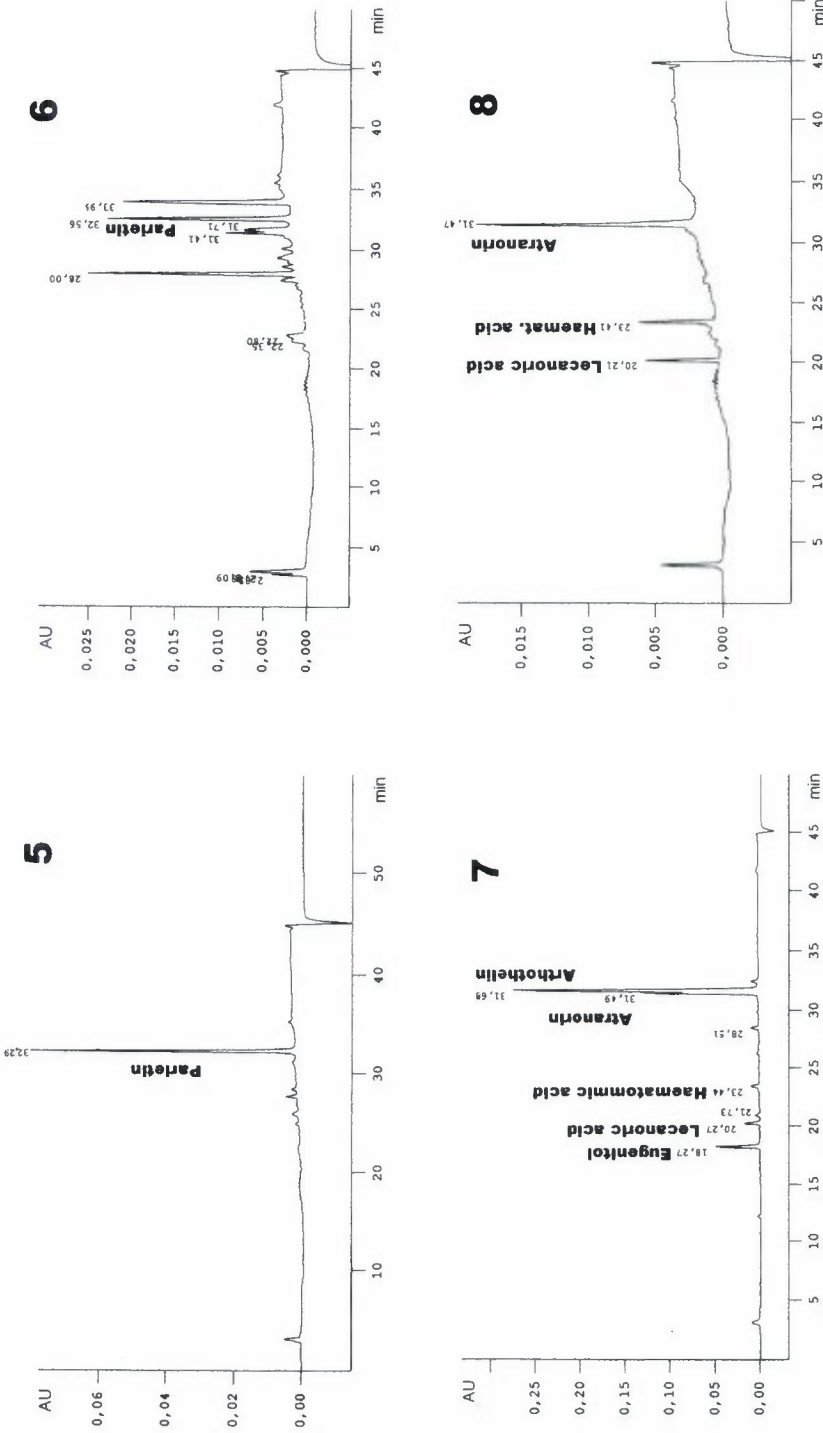 5
AU
0,06
0,04
0,02
0,00
32,29
Parietin
10 20 30 40 50 min
6
AU
0,025
0,020
0,015
0,010
0,005
0,000
22,35
28,00
31,41
31,71
Parietin
32,56
33,95
5 10 15 20 25 30 35 40 45 min
7
AU
0,25
0,20
0,15
0,10
0,05
0,00
18,27 Eugenitol
20,27 Lecanoric acid
21,73
23,44 Haematommic acid
28,51
Atranorin
31,49
31,68
Arthothelin
5 10 15 20 25 30 35 40 45 min
8
AU
0,015
0,010
0,005
0,000
20,21 Lecanoric acid
23,41 Haemat. acid
Atranorin
31,47
5 10 15 20 25 30 35 40 45 min